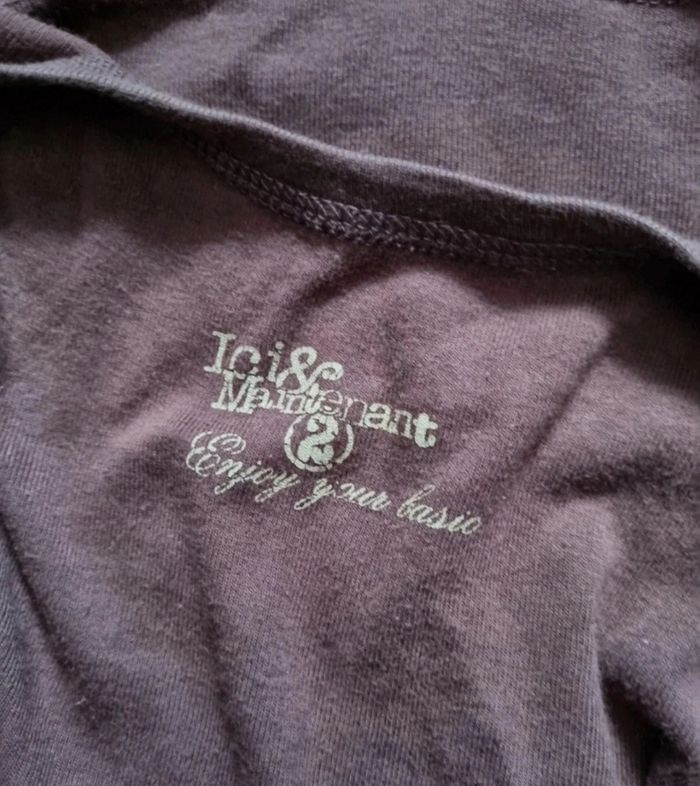 Ici &
Maintenant
2
Enjoy your basic